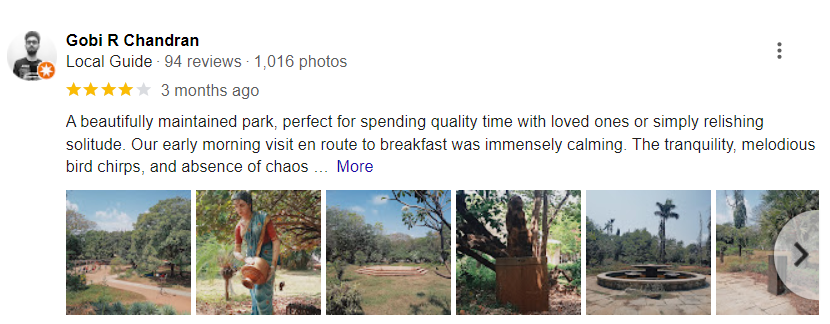 Gobi R Chandran
Local Guide · 94 reviews · 1,016 photos
3 months ago
A beautifully maintained park, perfect for spending quality time with loved ones or simply relishing
solitude. Our early morning visit en route to breakfast was immensely calming. The tranquility, melodious
bird chirps, and absence of chaos … More